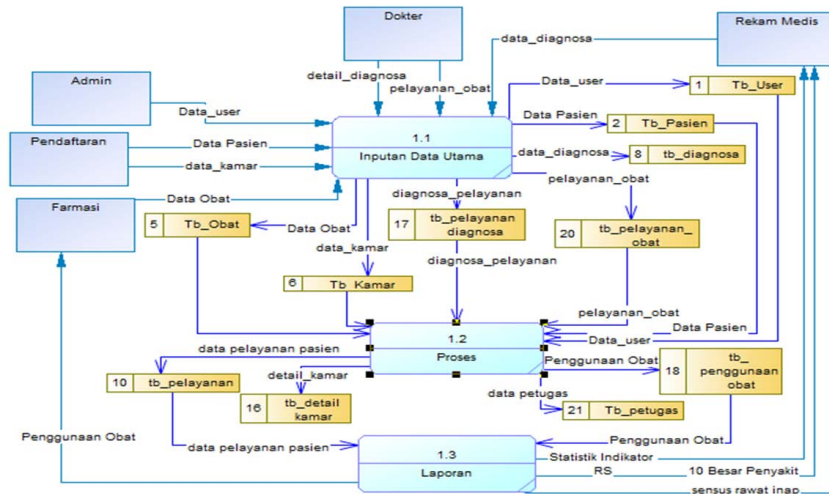 Dokter
Rekam Medis
data_diagnosa
detail_diagnosa
pelayanan_obat
Admin
Data_user
Data_user
1 Tb_User
Pendaftaran
Data Pasien
data_kamar
1.1
Inputan Data Utama
Data Pasien
2 Tb_Pasien
data_diagnosa
8 tb_diagnosa
pelayanan_obat
Farmasi
Data Obat
diagnosa_pelayanan
5 Tb_Obat
Data Obat
17 tb_pelayanan
diagnosa
20 tb_pelayanan_
obat
data_kamar
diagnosa_pelayanan
6 Tb_Kamar
pelayanan_obat
1.2
Proses
Data Pasien
Data_user
data pelayanan pasien
Penggunaan Obat
18 tb_
penggunaan
obat
10 tb_pelayanan
detail_kamar
16 tb_detail
kamar
data petugas
21 Tb_petugas
Penggunaan Obat
data pelayanan pasien
Penggunaan Obat
1.3
Laporan
Statistik Indikator
RS
10 Besar Penyakit
sensus rawat inap